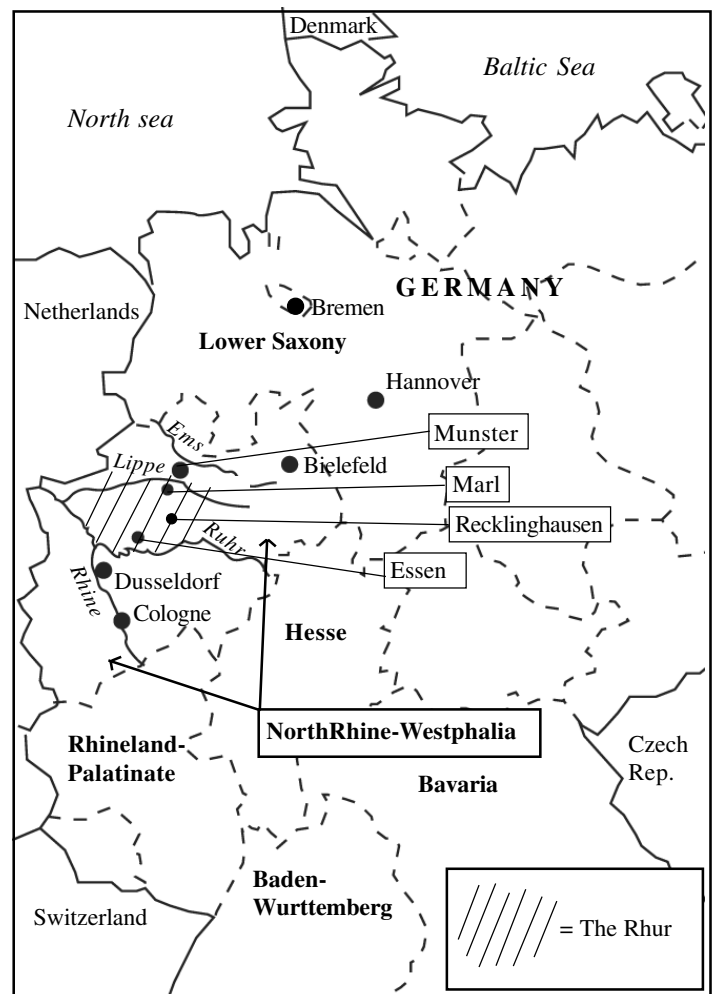 Denmark
Baltic Sea
North sea
GERMANY
Netherlands
Bremen
Lower Saxony
Hannover
Ems
Munster
Lippe
Bielefeld
Marl
Recklinghausen
Ruhr
Essen
Rhine
Dusseldorf
Cologne
Hesse
NorthRhine-Westphalia
Rhineland-
Palatinate
Czech
Rep.
Bavaria
Baden-
Wurttemberg
Switzerland
= The Rhur